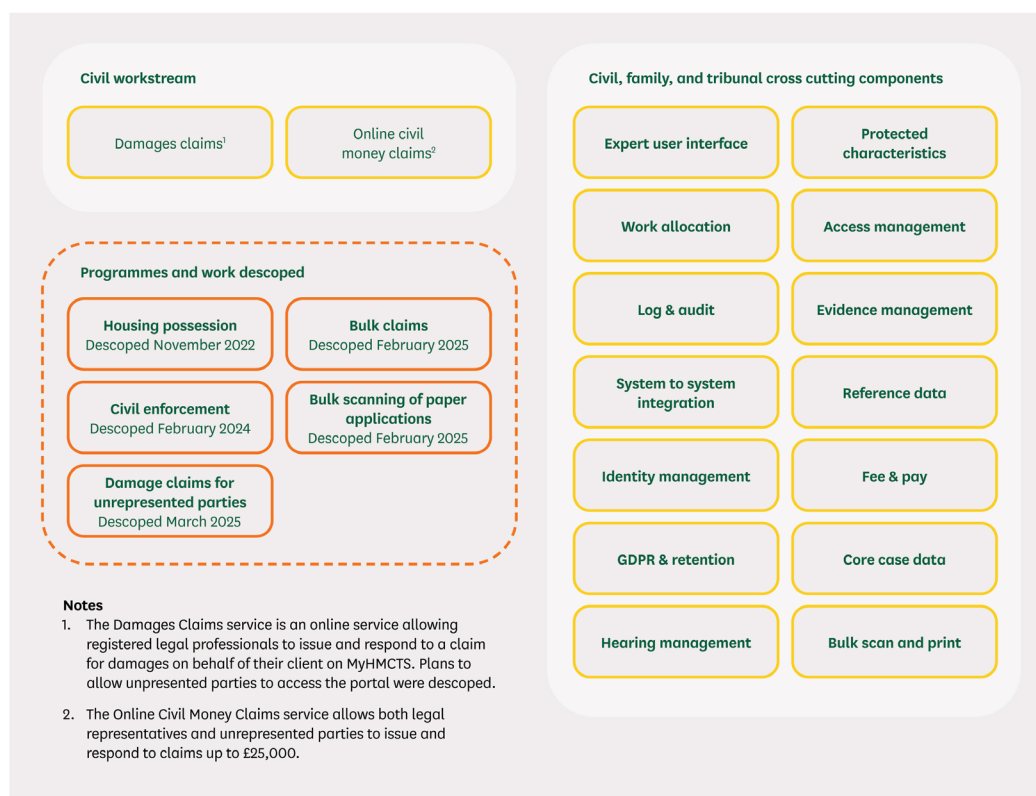 Civil workstream
Damages claims¹
Online civil
money claims²
Programmes and work descoped
Housing possession
Descoped November 2022
Bulk claims
Descoped February 2025
Civil enforcement
Descoped February 2024
Bulk scanning of paper
applications
Descoped February 2025
Damage claims for
unrepresented parties
Descoped March 2025
Notes
1. The Damages Claims service is an online service allowing
registered legal professionals to issue and respond to a claim
for damages on behalf of their client on MyHMCTS. Plans to
allow unpresented parties to access the portal were descoped.
2. The Online Civil Money Claims service allows both legal
representatives and unrepresented parties to issue and
respond to claims up to £25,000.
Civil, family, and tribunal cross cutting components
Expert user interface
Protected
characteristics
Work allocation
Access management
Log & audit
Evidence management
System to system
integration
Reference data
Identity management
Fee & pay
GDPR & retention
Core case data
Hearing management
Bulk scan and print